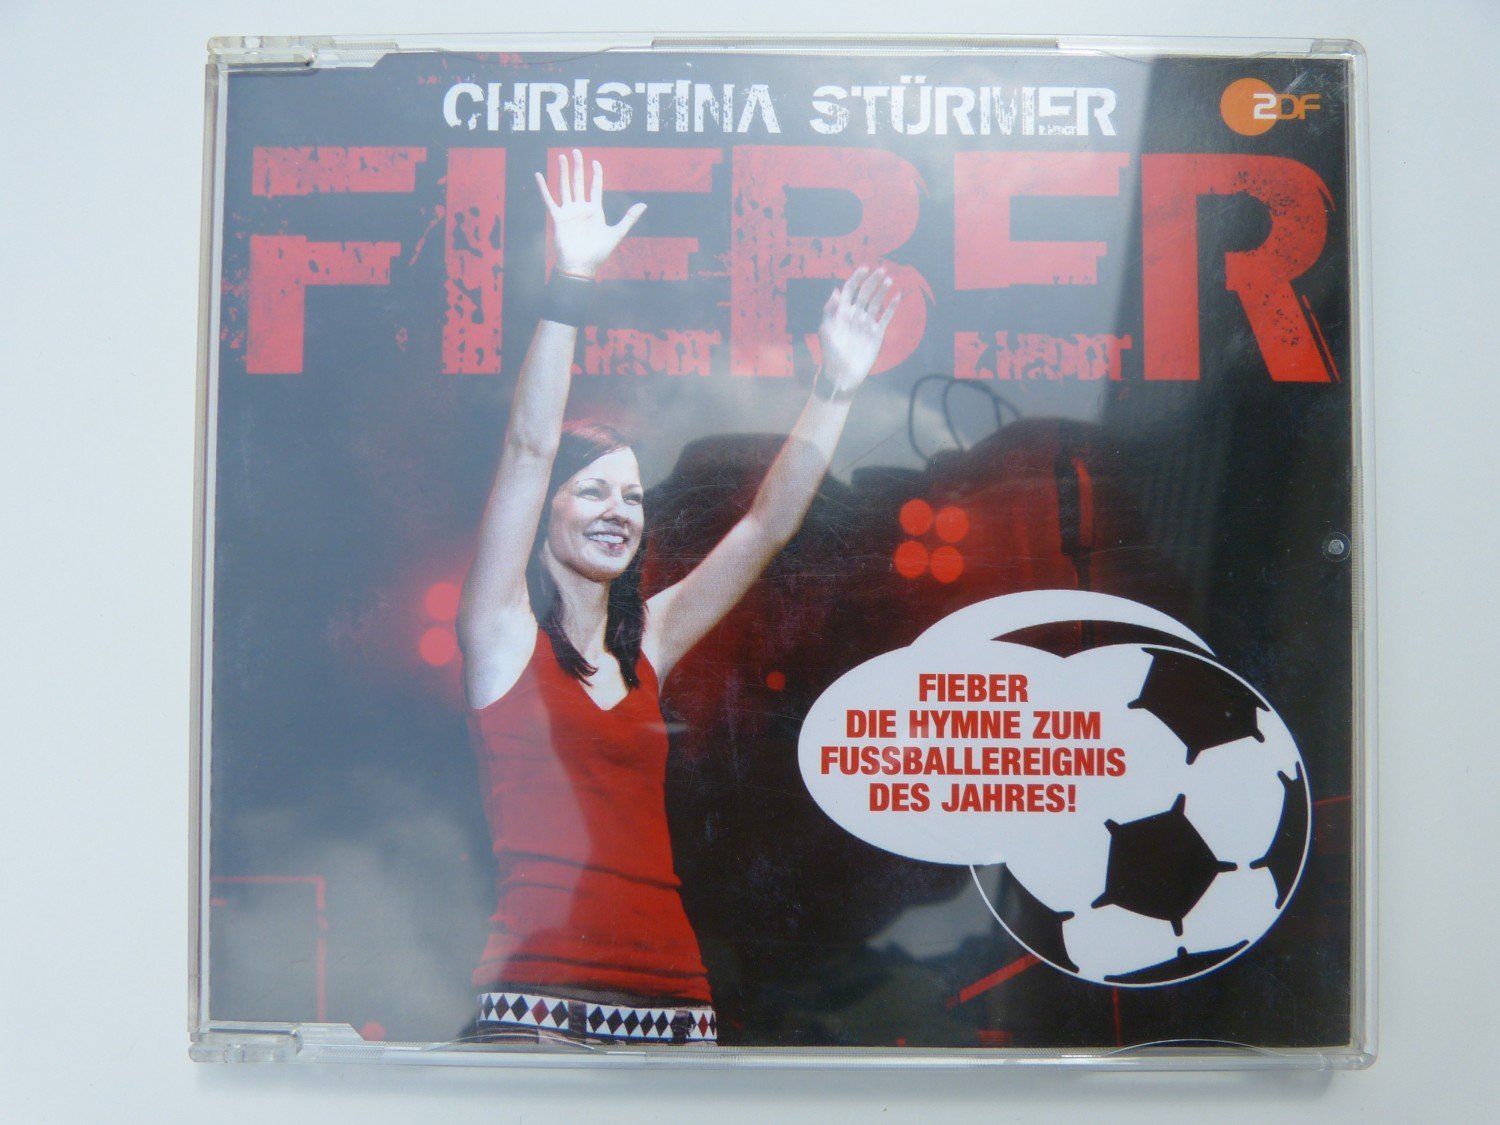 CHRISTINA STÜRMER
ZDF
FIEBER
FIEBER
DIE HYMNE ZUM
FUSSBALLEREIGNIS
DES JAHRES!